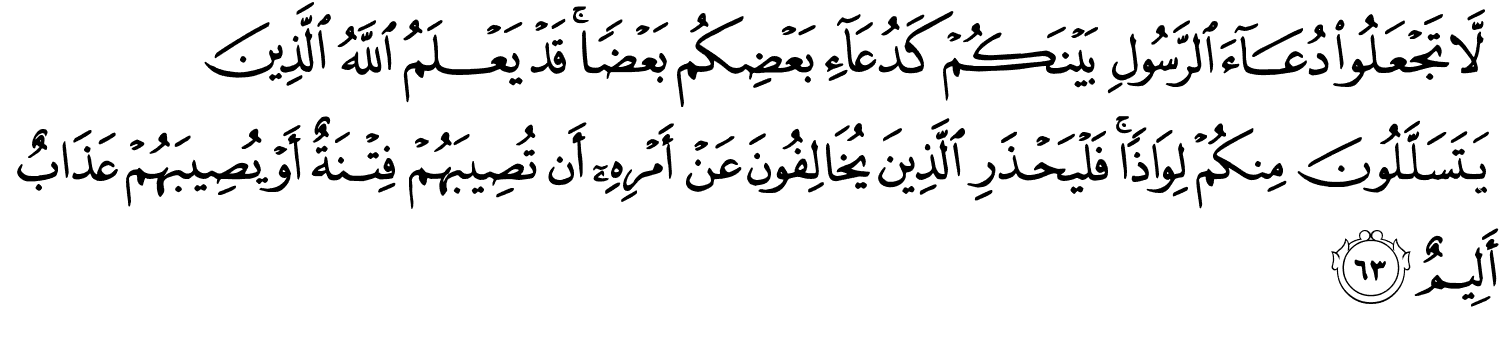 لَّا تَجْعَلُوا۟ دُعَآءَ ٱلرَّسُولِ بَيْنَكُمْ كَدُعَآءِ بَعْضِكُم بَعْضًا ۚ قَدْ يَعْلَمُ ٱللَّهُ ٱلَّذِينَ
يَتَسَلَّلُونَ مِنكُمْ لِوَاذًا ۚ فَلْيَحْذَرِ ٱلَّذِينَ يُخَالِفُونَ عَنْ أَمْرِهِۦٓ أَن تُصِيبَهُمْ فِتْنَةٌ أَوْ يُصِيبَهُمْ عَذَابٌ
أَلِيمٌ ٦٣